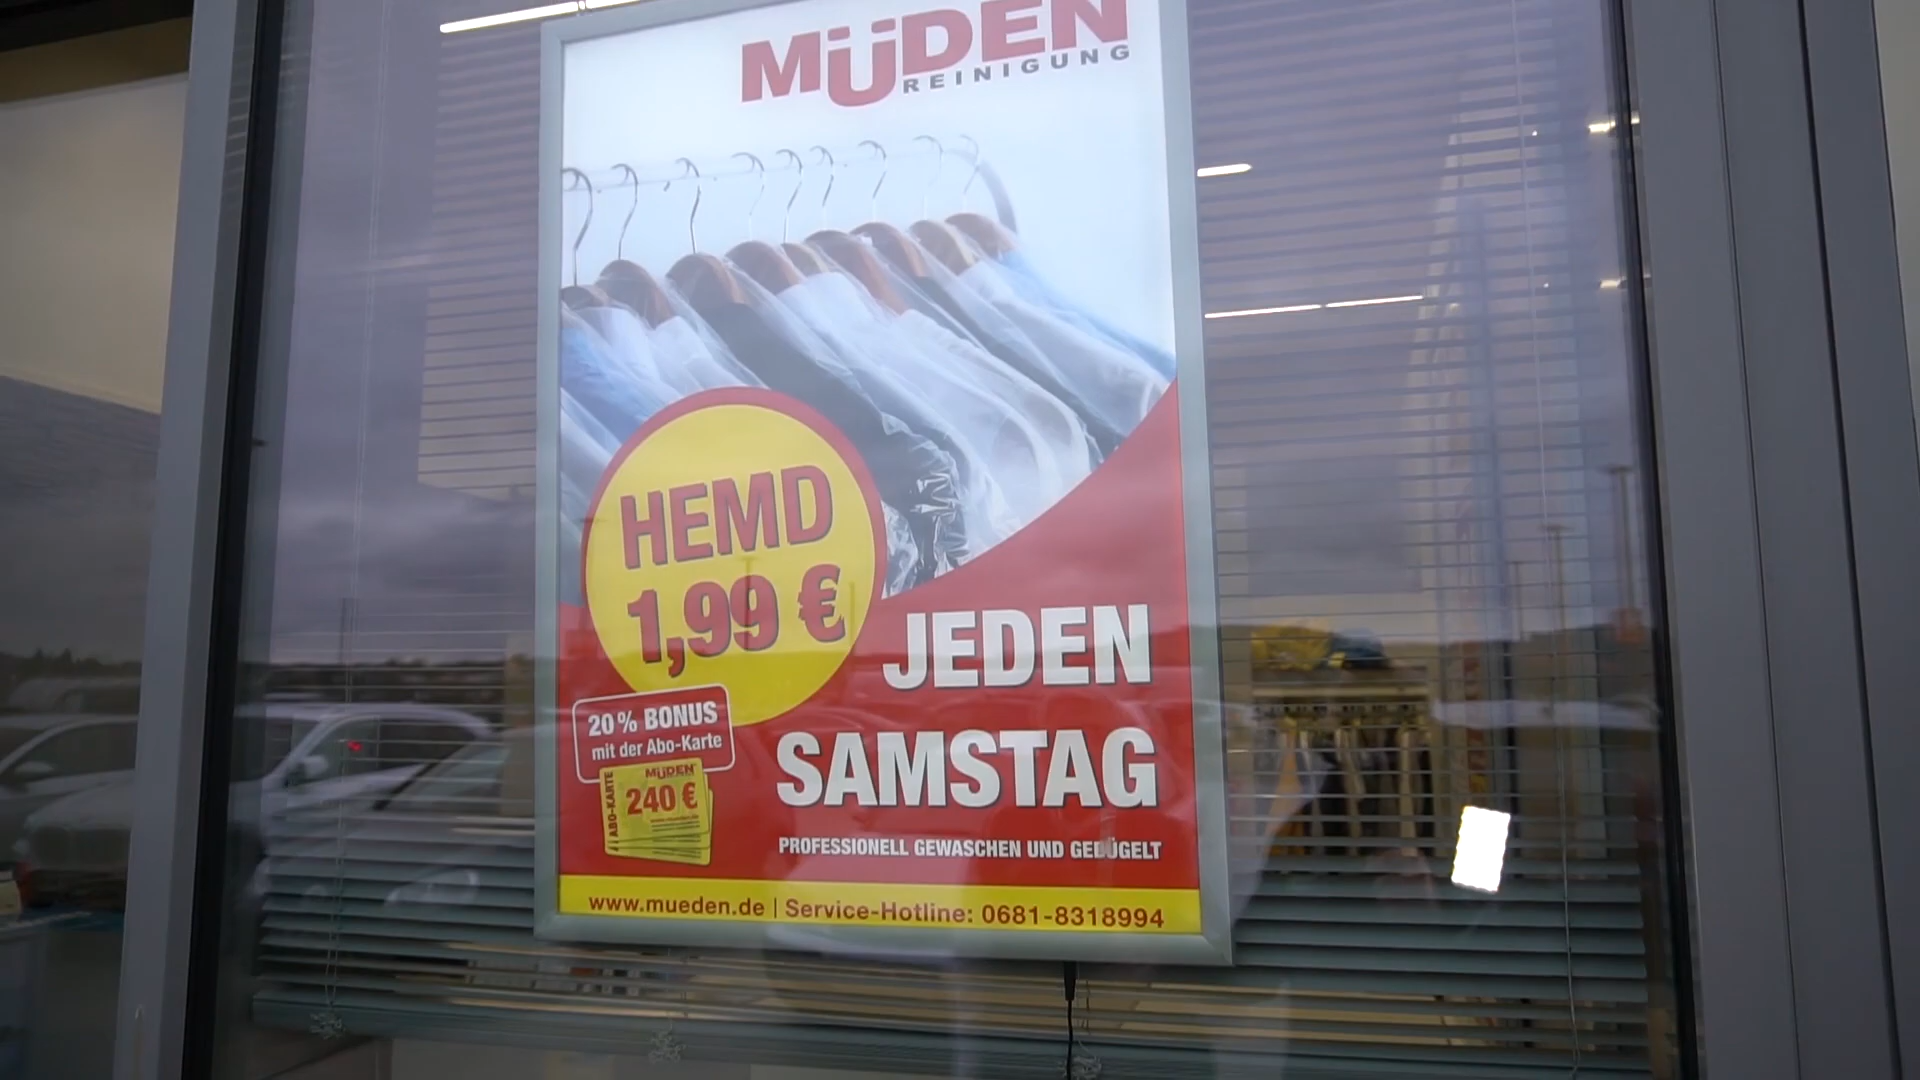 MÜDEN
REINIGUNG
HEMD
1,99 €
JEDEN
SAMSTAG
20% BONUS
mit der Abo-Karte
ABO-KARTE
MÜDEN
240 €
PROFESSIONELL GEWASCHEN UND GEBÜGELT
www.mueden.de | Service-Hotline: 0681-8318994